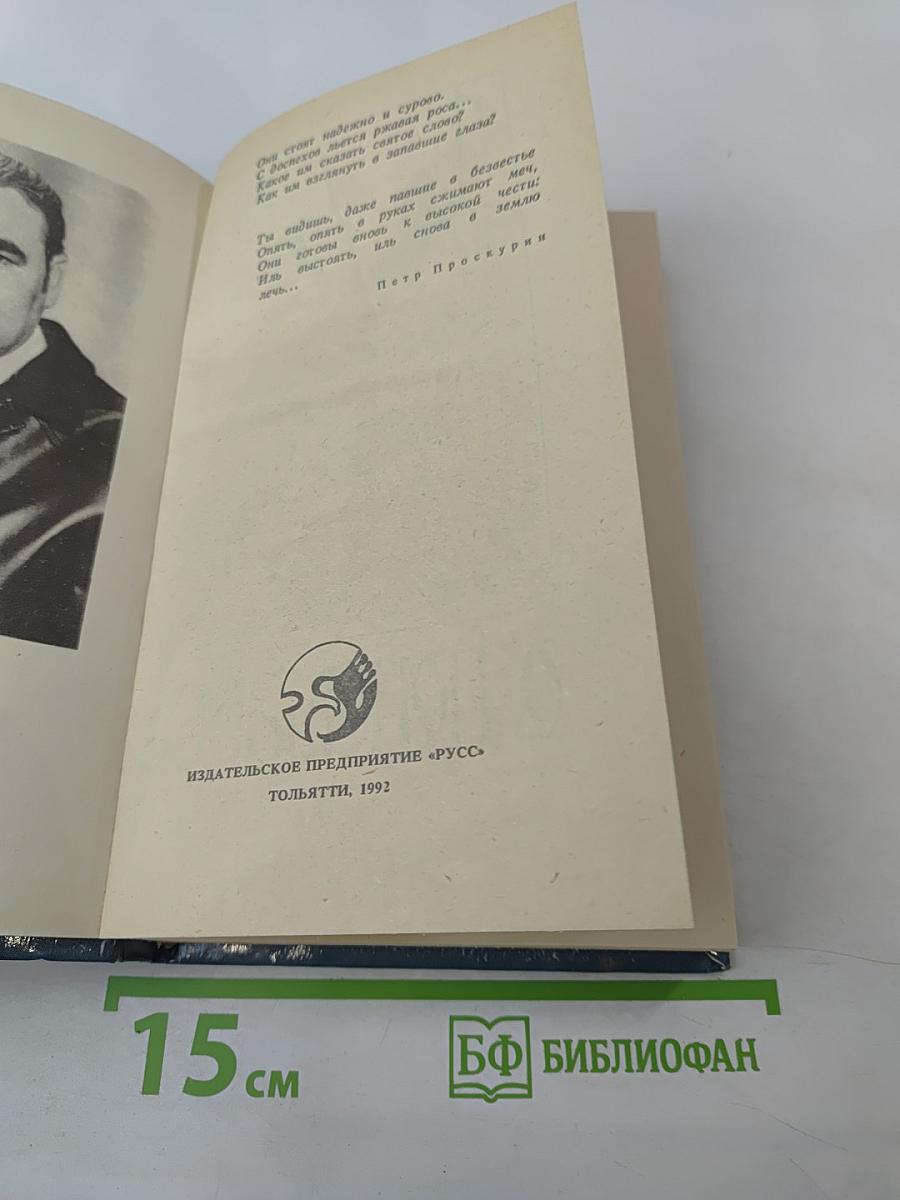 Они стоят надежно и сурово.
С доспехов льется ржавая роса...
Какое им сказать святое слово?
Как им взглянуть в запавшие глаза?
Ты видишь, даже павшие в безвестье
Опять, опять в руках сжимают меч,
Они готовы вновь к высокой чести:
Иль выстоять, иль снова в землю
лечь...
Петр Проскурин
ИЗДАТЕЛЬСКОЕ ПРЕДПРИЯТИЕ «РУСС»
ТОЛЬЯТТИ, 1992
15 см
БФ БИБЛИОФАН